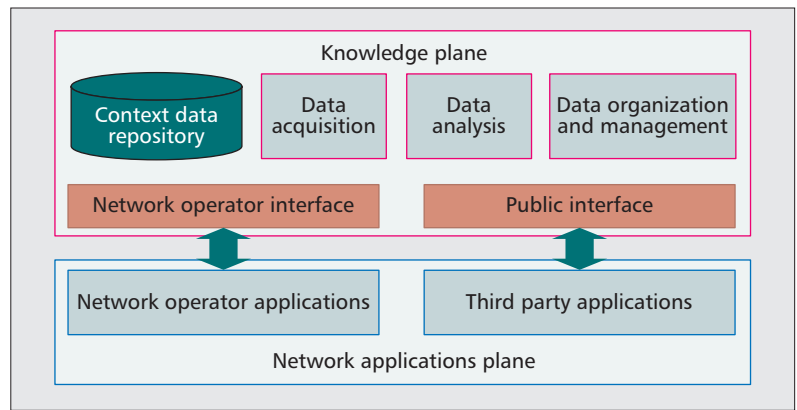 Knowledge plane
Context data
repository
Data
acquisition
Data
analysis
Data organization
and management
Network operator interface
Public interface
Network operator applications
Third party applications
Network applications plane